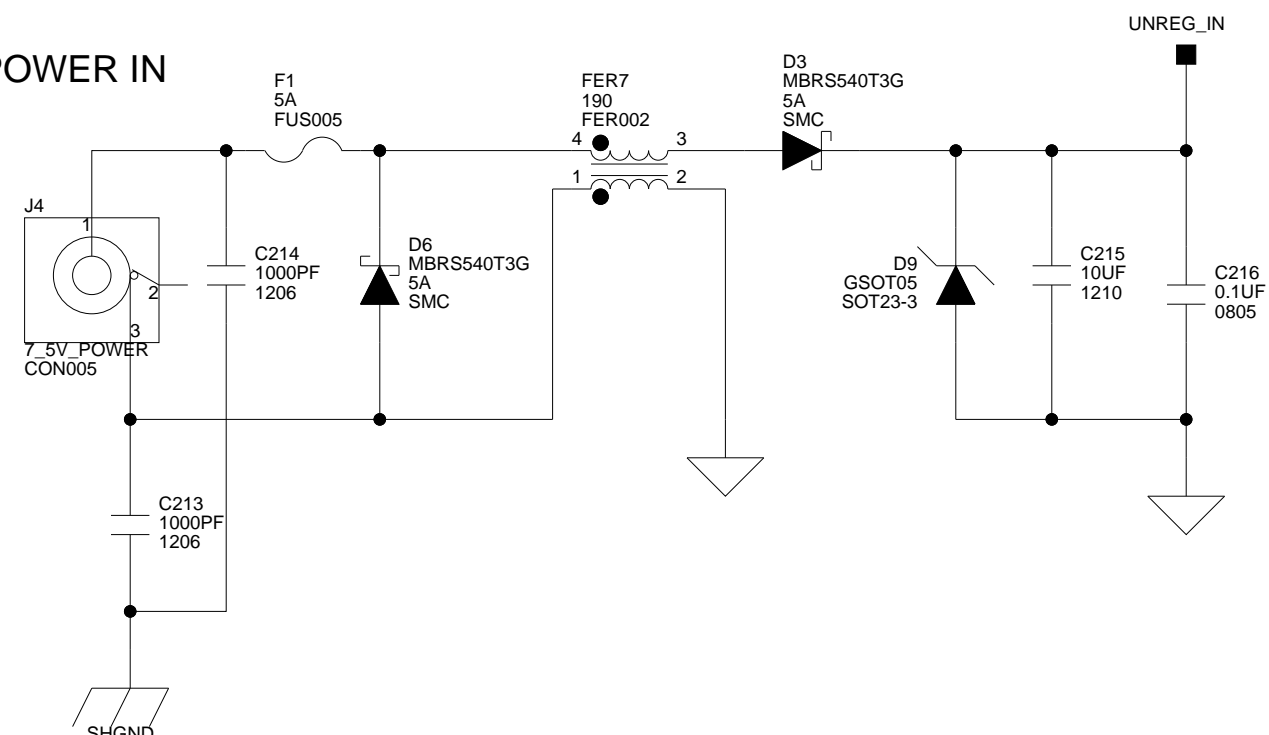 UNREG_IN
POWER IN
F1
5A
FUS005
FER7
190
FER002
4
3
1
2
D3
MBRS540T3G
5A
SMC
J4
1
2
3
7_5V_POWER
CON005
C214
1000PF
1206
D6
MBRS540T3G
5A
SMC
D9
GSOT05
SOT23-3
C215
10UF
1210
C216
0.1UF
0805
C213
1000PF
1206
SHGND